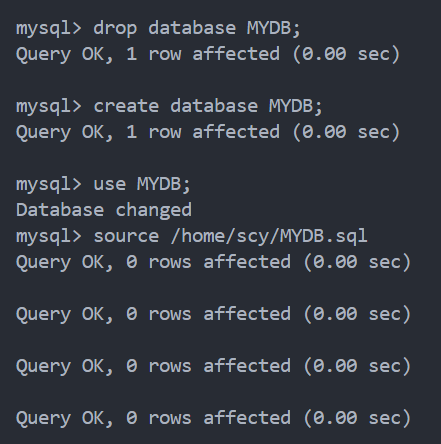 mysql> drop database MYDB;
Query OK, 1 row affected (0.00 sec)
mysql> create database MYDB;
Query OK, 1 row affected (0.00 sec)
mysql> use MYDB;
Database changed
mysql> source /home/scy/MYDB.sql
Query OK, 0 rows affected (0.00 sec)
Query OK, 0 rows affected (0.00 sec)
Query OK, 0 rows affected (0.00 sec)
Query OK, 0 rows affected (0.00 sec)